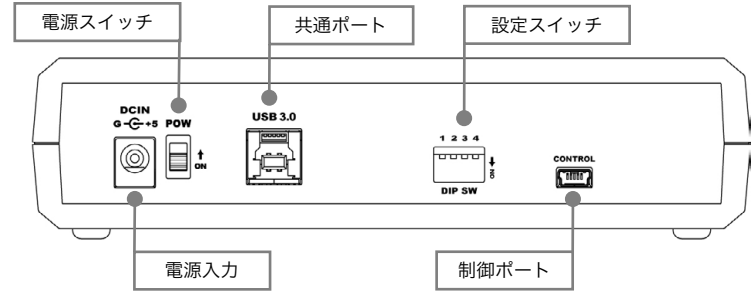 電源スイッチ
共通ポート
設定スイッチ
DCIN
G +5
POW
ON
USB 3.0
1 2 3 4
ON
DIP SW
CONTROL
電源入力
制御ポート